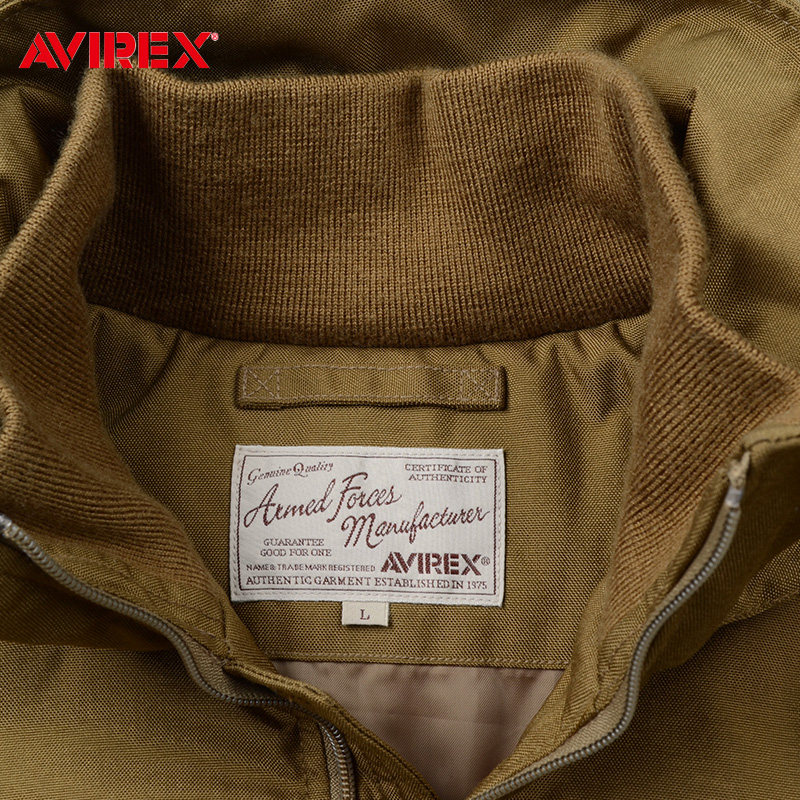 AVIREX®
Genuine Quality
CERTIFICATE OF
AUTHENTICITY
Armed Forces
Manufacturer
GUARANTEE
GOOD FOR ONE
NAME & TRADE MARK REGISTERED
AVIREX®
AUTHENTIC GARMENT ESTABLISHED IN 1975
L